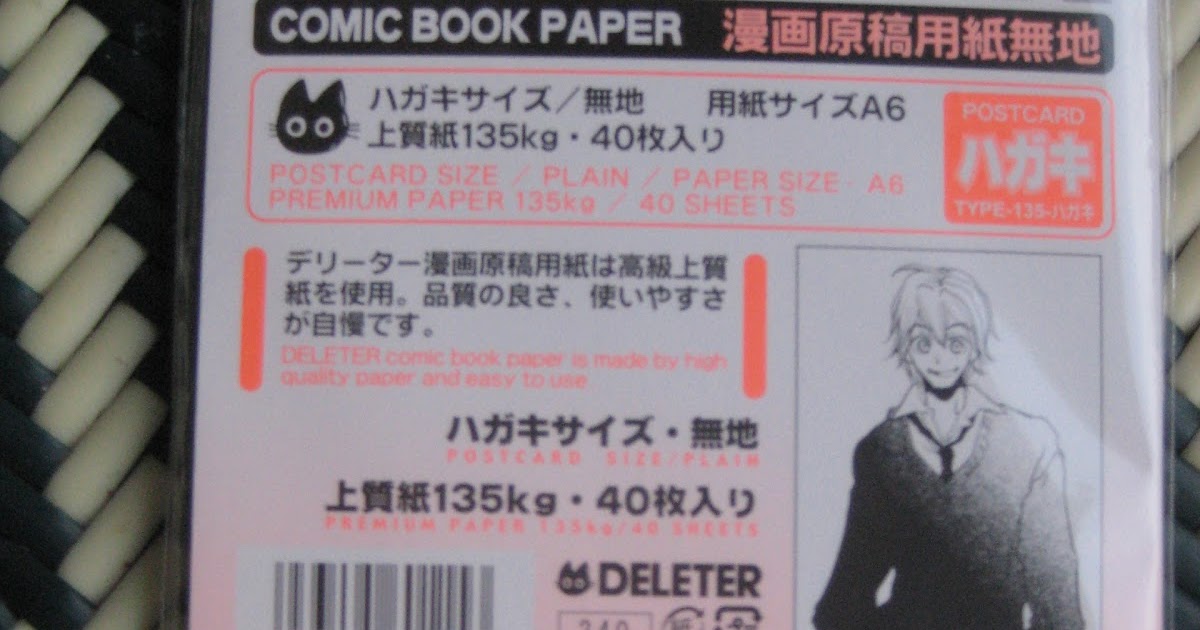 COMIC BOOK PAPER 漫画原稿用紙無地
ハガキサイズ／無地 用紙サイズA6
上質紙135kg・40枚入り
POSTCARD SIZE / PLAIN / PAPER SIZE - A6
PREMIUM PAPER 135kg / 40 SHEETS
POSTCARD
ハガキ
TYPE-135-ハガキ
デリーター漫画原稿用紙は高級上質
紙を使用。品質の良さ、使いやすさ
が自慢です。
DELETER comic book paper is made by high
quality paper and easy to use
ハガキサイズ・無地
POSTCARD SIZE/PLAIN
上質紙135kg・40枚入り
PREMIUM PAPER 135kg/40 SHEETS
DELETER